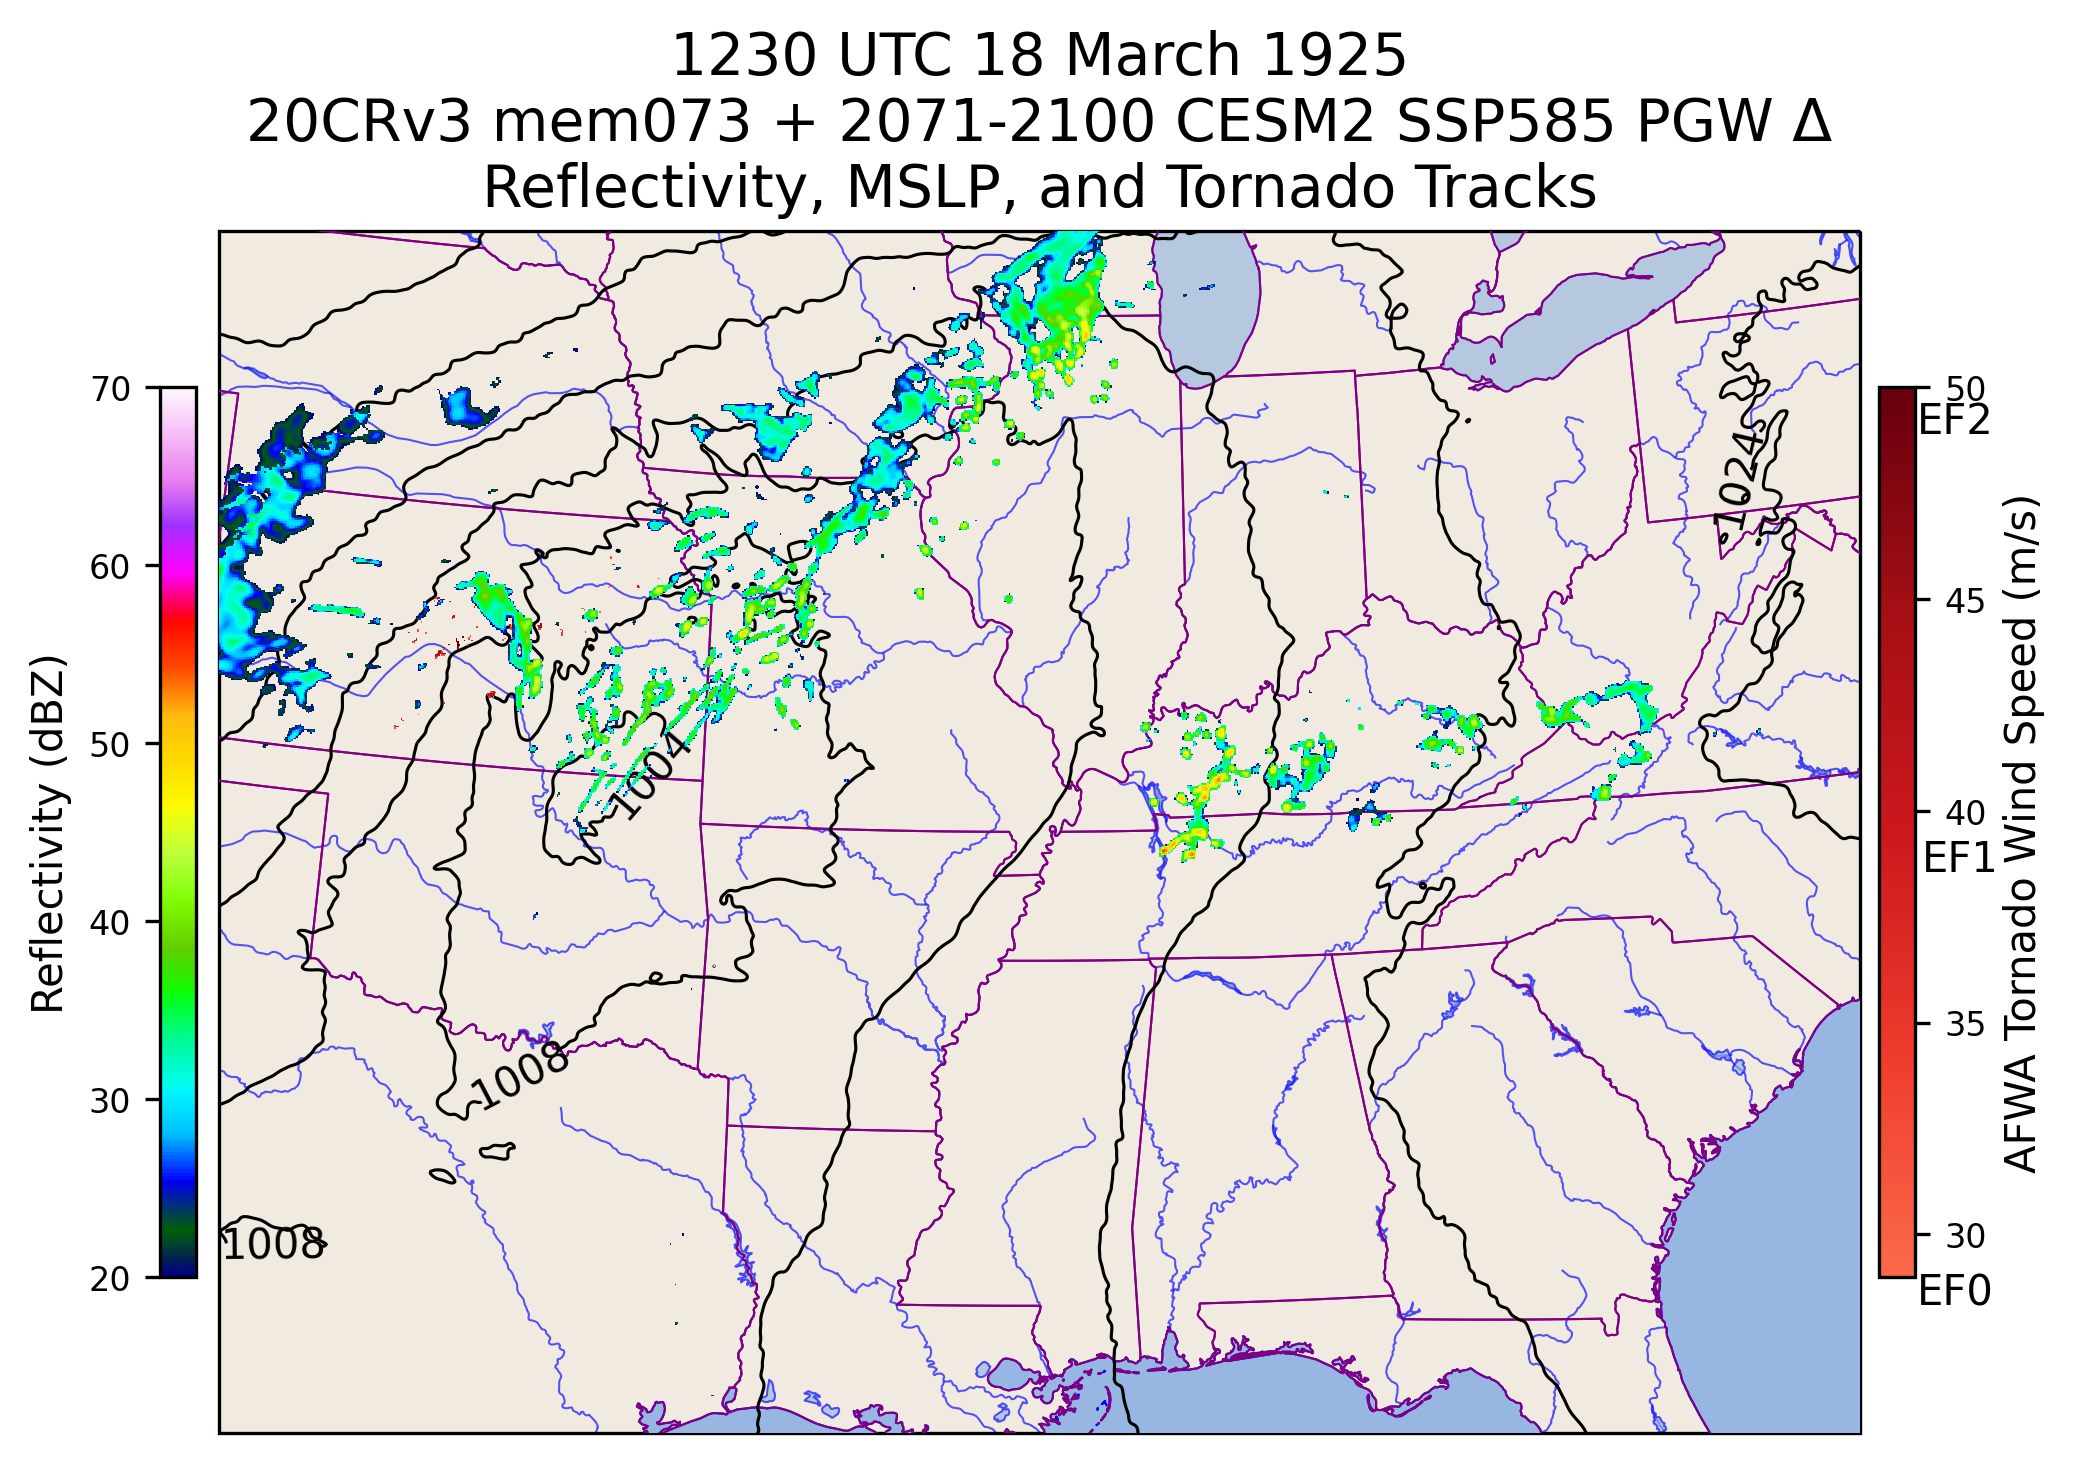 1230 UTC 18 March 1925
20CRv3 mem073 + 2071-2100 CESM2 SSP585 PGW Δ
Reflectivity, MSLP, and Tornado Tracks
Reflectivity (dBZ)
70
60
50
40
30
20
1024
1004
1008
1008
50
EF2
45
40
EF1
35
30
EF0
AFWA Tornado Wind Speed (m/s)